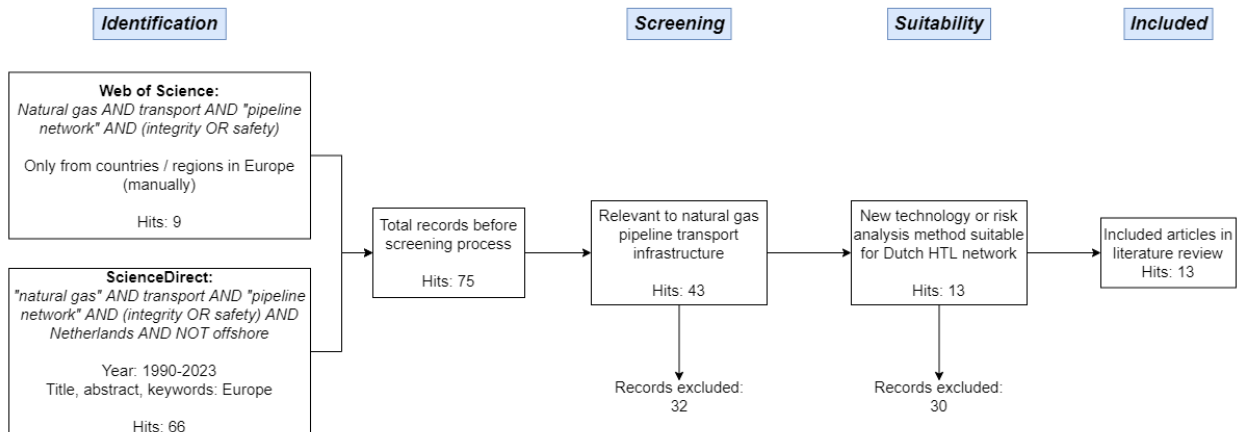 Identification
Screening
Suitability
Included
Web of Science:
Natural gas AND transport AND "pipeline
network" AND (integrity OR safety)
Only from countries / regions in Europe
(manually)
Hits: 9
ScienceDirect:
"natural gas" AND transport AND "pipeline
network" AND (integrity OR safety) AND
Netherlands AND NOT offshore
Year: 1990-2023
Title, abstract, keywords: Europe
Hits: 66
Total records before
screening process
Hits: 75
Relevant to natural gas
pipeline transport
infrastructure
Hits: 43
Records excluded:
32
New technology or risk
analysis method suitable
for Dutch HTL network
Hits: 13
Records excluded:
30
Included articles in
literature review
Hits: 13